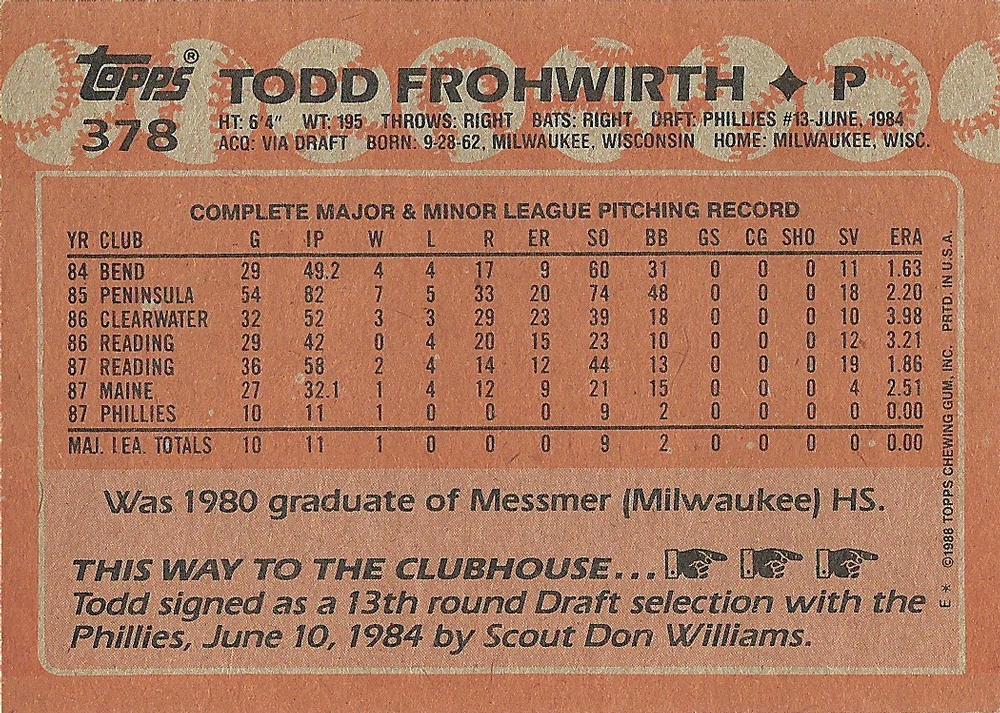 topps® TODD FROHWIRTH ✦ P
378 HT: 6'4" WT: 195 THROWS: RIGHT BATS: RIGHT DRFT: PHILLIES #13-JUNE, 1984
ACQ: VIA DRAFT BORN: 9-28-62, MILWAUKEE, WISCONSIN HOME: MILWAUKEE, WISC.
COMPLETE MAJOR & MINOR LEAGUE PITCHING RECORD
YR CLUB G IP W L R ER SO BB GS CG SHO SV ERA
84 BEND 29 49.2 4 4 17 9 60 31 0 0 0 11 1.63
85 PENINSULA 54 82 7 5 33 20 74 48 0 0 0 18 2.20
86 CLEARWATER 32 52 3 3 29 23 39 18 0 0 0 10 3.98
86 READING 29 42 0 4 20 15 23 10 0 0 0 12 3.21
87 READING 36 58 2 4 14 12 44 13 0 0 0 19 1.86
87 MAINE 27 32.1 1 4 12 9 21 15 0 0 0 4 2.51
87 PHILLIES 10 11 1 0 0 0 9 2 0 0 0 0 0.00
MAJ. LEA. TOTALS 10 11 1 0 0 0 9 2 0 0 0 0 0.00
Was 1980 graduate of Messmer (Milwaukee) HS.
THIS WAY TO THE CLUBHOUSE...
Todd signed as a 13th round Draft selection with the
Phillies, June 10, 1984 by Scout Don Williams.
E * ©1988 TOPPS CHEWING GUM, INC. PRTD. IN U.S.A.